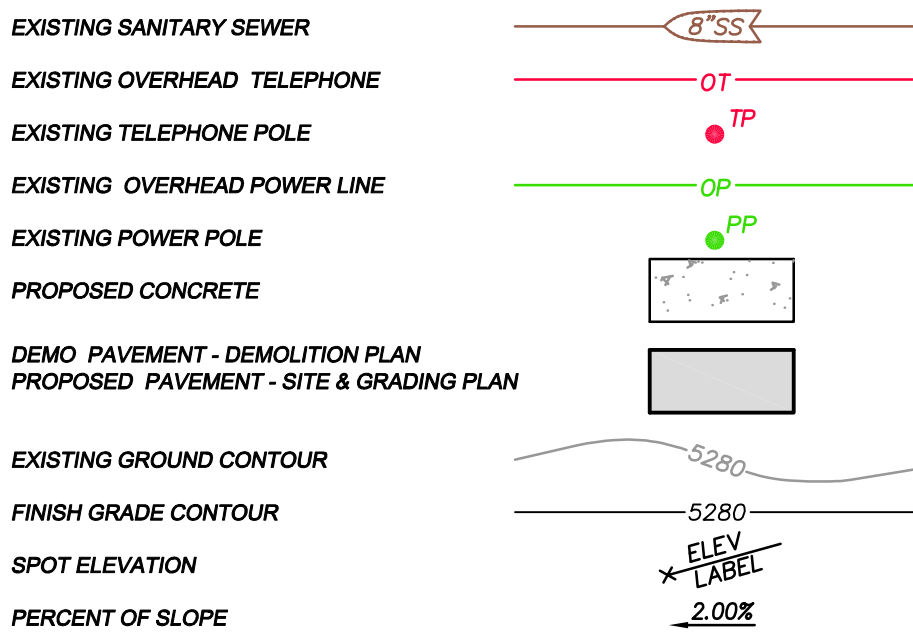 EXISTING SANITARY SEWER
8"SS
EXISTING OVERHEAD TELEPHONE
OT
EXISTING TELEPHONE POLE
TP
EXISTING OVERHEAD POWER LINE
OP
EXISTING POWER POLE
PP
PROPOSED CONCRETE
DEMO PAVEMENT - DEMOLITION PLAN
PROPOSED PAVEMENT - SITE & GRADING PLAN
EXISTING GROUND CONTOUR
5280
FINISH GRADE CONTOUR
5280
SPOT ELEVATION
ELEV
LABEL
PERCENT OF SLOPE
2.00%